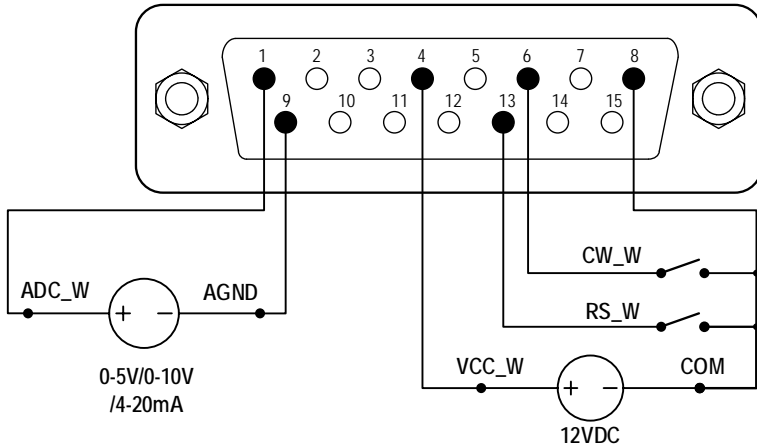 1 2 3 4 5 6 7 8
9 10 11 12 13 14 15
CW_W
ADC_W + − AGND
RS_W
0-5V/0-10V
/4-20mA
VCC_W + − COM
12VDC